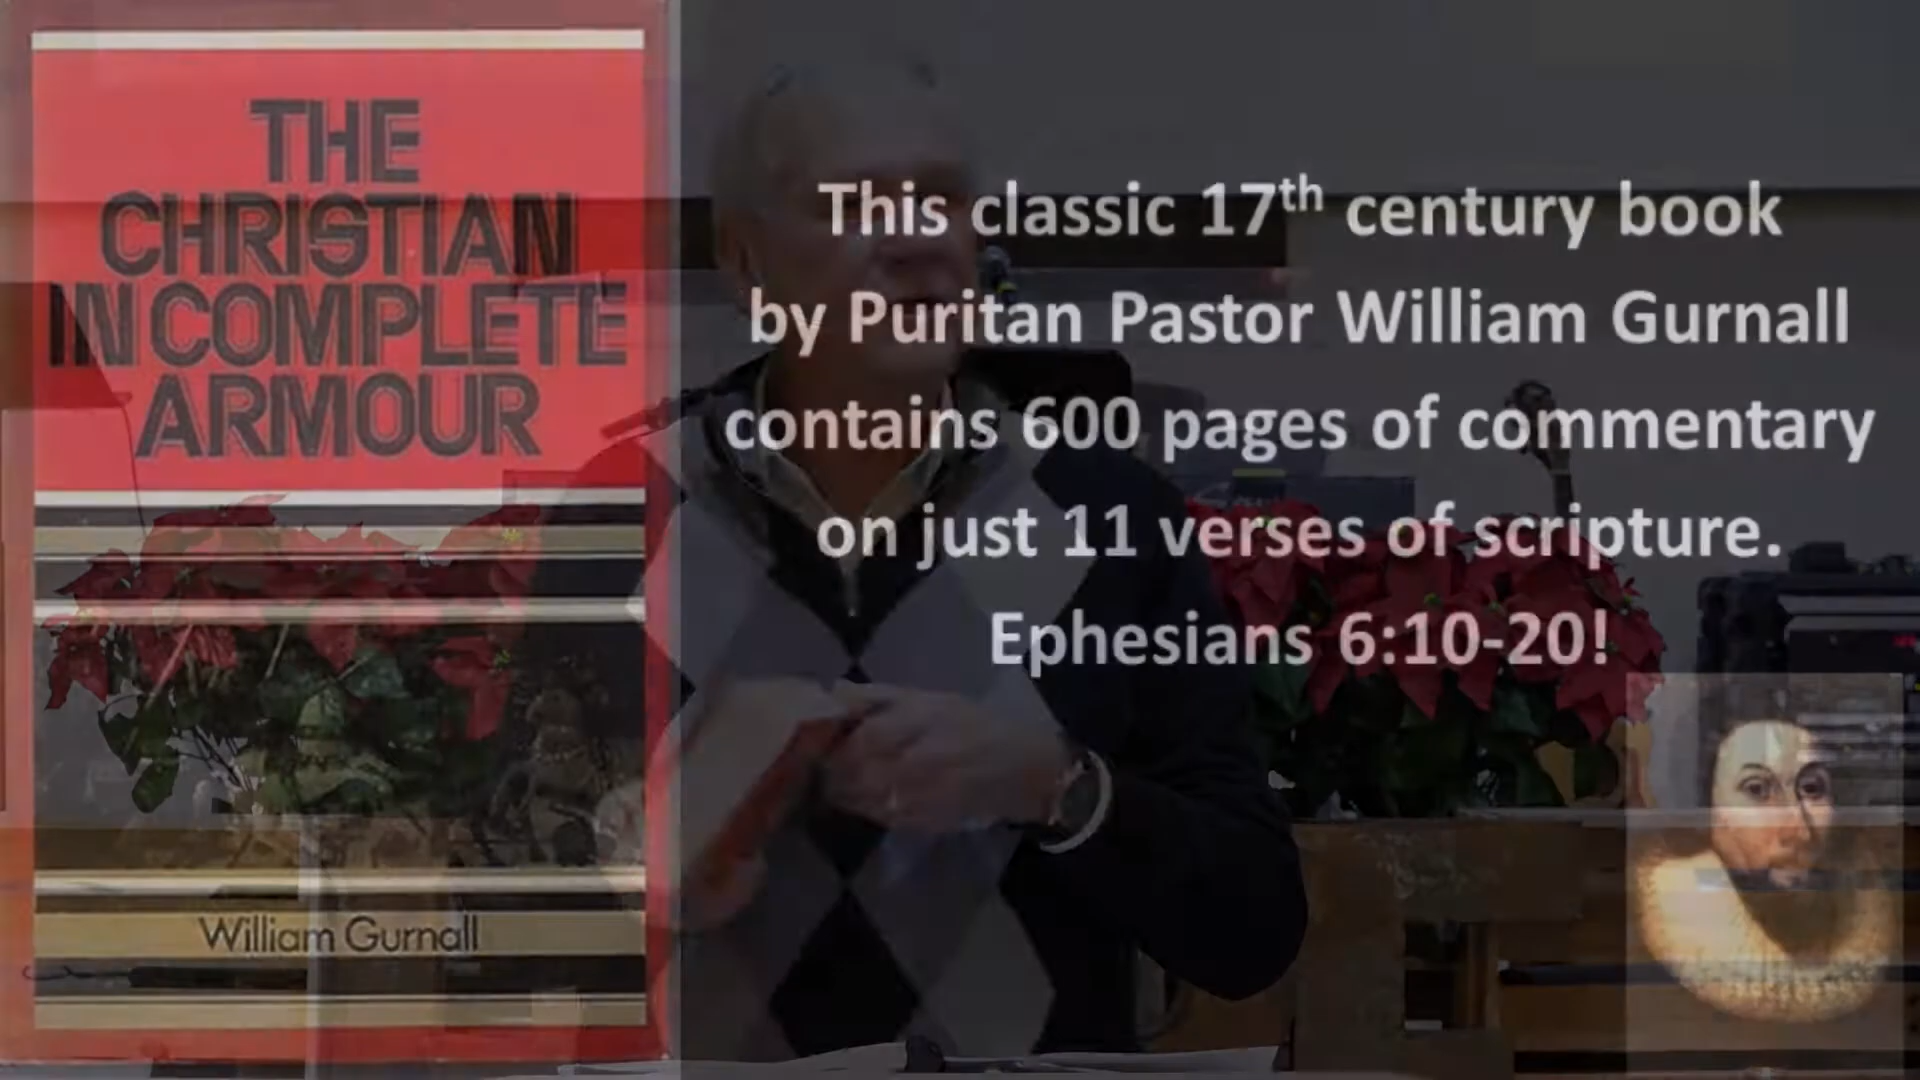 THE
CHRISTIAN
IN COMPLETE
ARMOUR
William Gurnall
This classic 17th century book
by Puritan Pastor William Gurnall
contains 600 pages of commentary
on just 11 verses of scripture.
Ephesians 6:10-20!